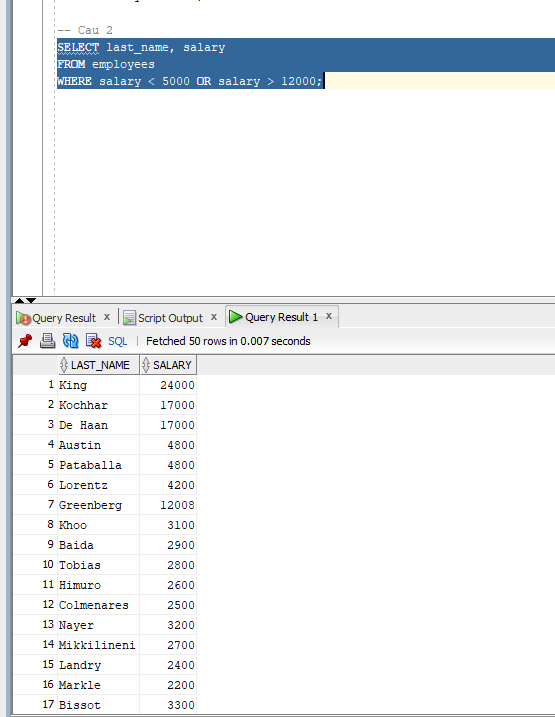 -- Cau 2
SELECT last_name, salary
FROM employees
WHERE salary < 5000 OR salary > 12000;
Query Result x Script Output x Query Result 1 x
SQL | Fetched 50 rows in 0.007 seconds
LAST_NAME SALARY
1 King 24000
2 Kochhar 17000
3 De Haan 17000
4 Austin 4800
5 Pataballa 4800
6 Lorentz 4200
7 Greenberg 12008
8 Khoo 3100
9 Baida 2900
10 Tobias 2800
11 Himuro 2600
12 Colmenares 2500
13 Nayer 3200
14 Mikkilineni 2700
15 Landry 2400
16 Markle 2200
17 Bissot 3300